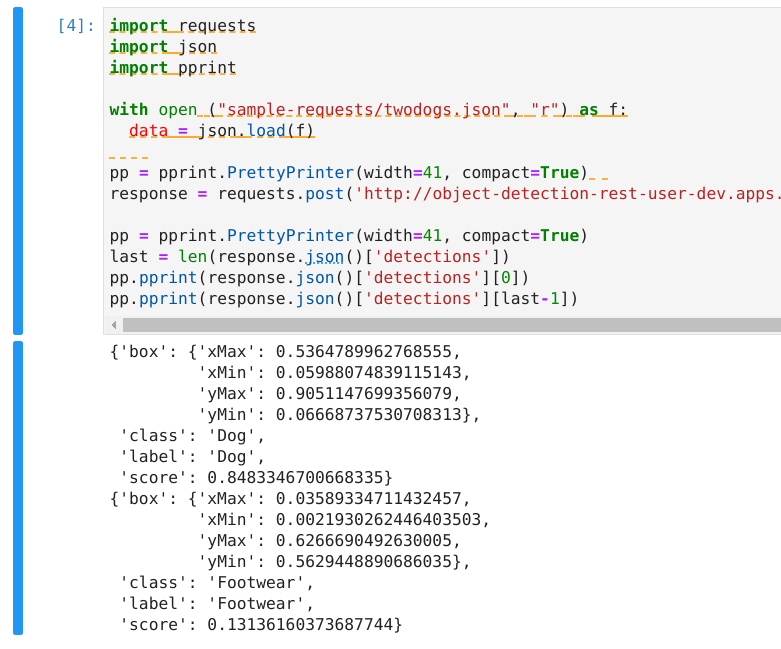 [4]: import requests
import json
import pprint
with open ("sample-requests/twodogs.json", "r") as f:
  data = json.load(f)
pp = pprint.PrettyPrinter(width=41, compact=True)
response = requests.post('http://object-detection-rest-user-dev.apps.
pp = pprint.PrettyPrinter(width=41, compact=True)
last = len(response.json()['detections'])
pp.pprint(response.json()['detections'][0])
pp.pprint(response.json()['detections'][last-1])
{'box': {'xMax': 0.5364789962768555,
         'xMin': 0.05988074839115143,
         'yMax': 0.9051147699356079,
         'yMin': 0.06668737530708313},
 'class': 'Dog',
 'label': 'Dog',
 'score': 0.8483346700668335}
{'box': {'xMax': 0.03589334711432457,
         'xMin': 0.0021930262446403503,
         'yMax': 0.6266690492630005,
         'yMin': 0.5629448890686035},
 'class': 'Footwear',
 'label': 'Footwear',
 'score': 0.13136160373687744}